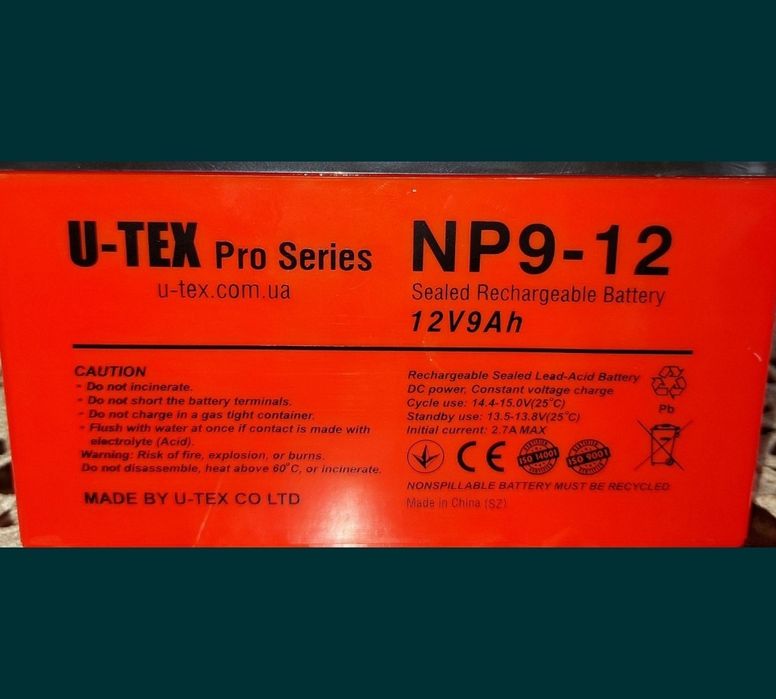 U-TEX Pro Series
u-tex.com.ua
NP9-12
Sealed Rechargeable Battery
12V9Ah
CAUTION
- Do not incinerate.
- Do not short the battery terminals.
- Do not charge in a gas tight container.
- Flush with water at once if contact is made with
electrolyte (Acid).
Warning: Risk of fire, explosion, or burns.
Do not disassemble, heat above 60°C, or incinerate.
MADE BY U-TEX CO LTD
Rechargeable Sealed Lead-Acid Battery
DC power, Constant voltage charge
Cycle use: 14.4-15.0V(25°C)
Standby use: 13.5-13.8V(25°C)
Initial current: 2.7A MAX
Pb
CE
ISO 14001
ISO 9001
NONSPILLABLE BATTERY MUST BE RECYCLED
Made in China (SZ)